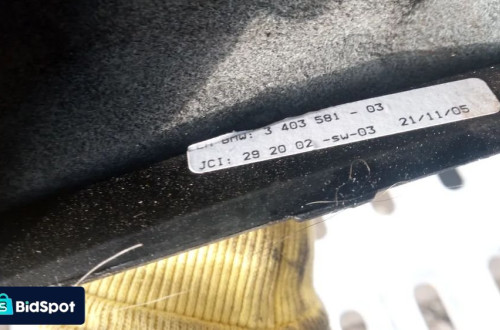 BMW: 3 403 581 - 03
JCI: 29 20 02 -sw-03 21/11/05
BidSpot